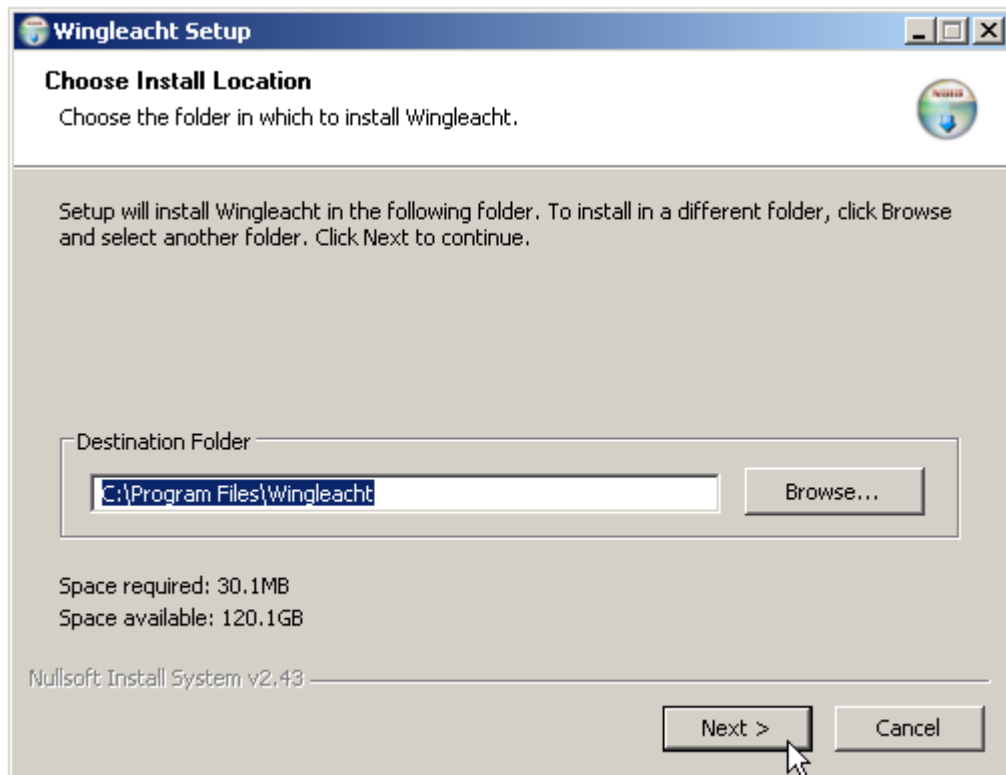 Wingleacht Setup
Choose Install Location
Choose the folder in which to install Wingleacht.
Setup will install Wingleacht in the following folder. To install in a different folder, click Browse
and select another folder. Click Next to continue.
Destination Folder
C:\Program Files\Wingleacht
Browse...
Space required: 30.1MB
Space available: 120.1GB
Nullsoft Install System v2.43
Next >
Cancel